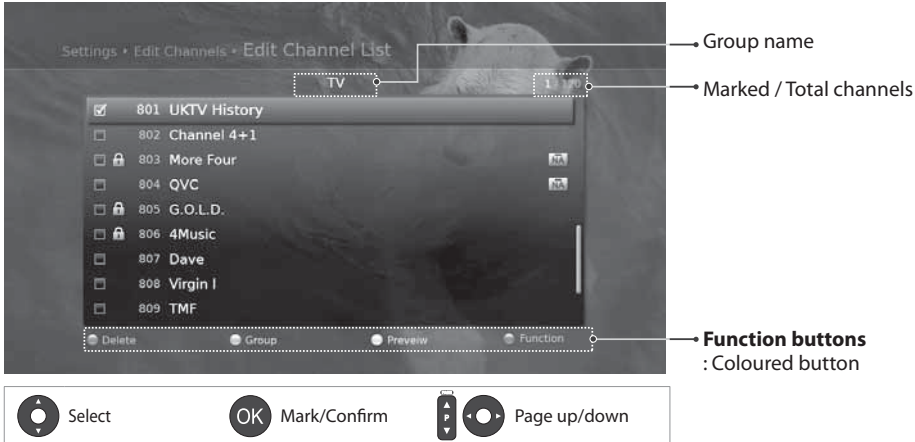 Settings • Edit Channels • Edit Channel List
Group name
TV
Marked / Total channels
801 UKTV History
802 Channel 4+1
803 More Four NA
804 QVC NA
805 G.O.L.D.
806 4Music
807 Dave
808 Virgin I
809 TMF
Delete Group Preveiw Function
Function buttons
: Coloured button
Select OK Mark/Confirm P Page up/down